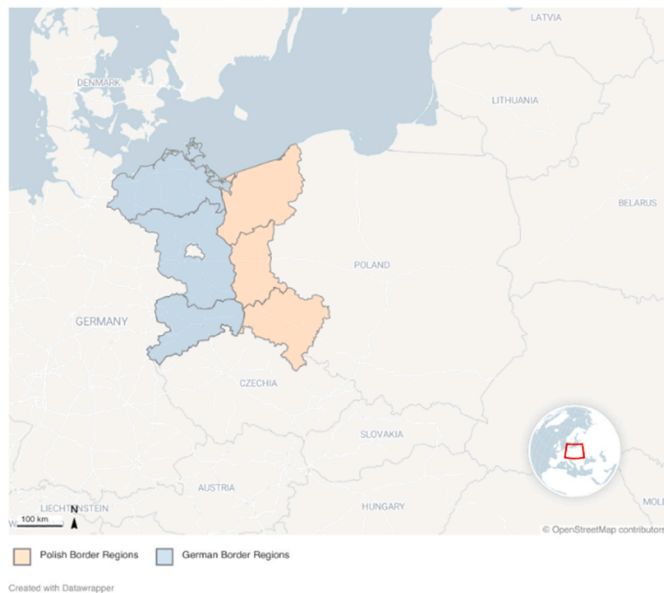 LATVIA
DENMARK
LITHUANIA
BELARUS
POLAND
GERMANY
CZECHIA
SLOVAKIA
AUSTRIA
LIECHTENSTEIN
HUNGARY
N
100 km
© OpenStreetMap contributors
Polish Border Regions
German Border Regions
Created with Datawrapper